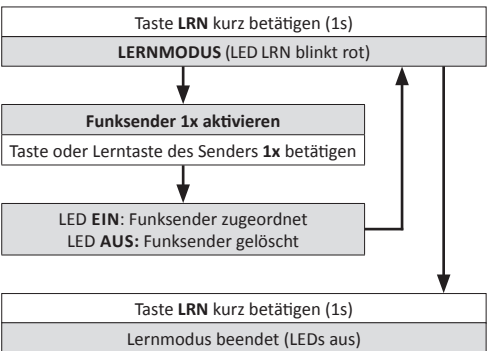 Taste LRN kurz betätigen (1s)
LERNMODUS (LED LRN blinkt rot)
Funksender 1x aktivieren
Taste oder Lerntaste des Senders 1x betätigen
LED EIN: Funksender zugeordnet
LED AUS: Funksender gelöscht
Taste LRN kurz betätigen (1s)
Lernmodus beendet (LEDs aus)